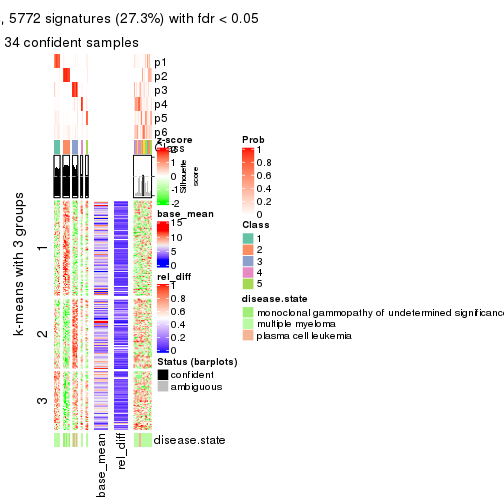 , 5772 signatures (27.3%) with fdr < 0.05
34 confident samples
p1
p2
p3
p4
p5
p6
Class
z-score
2
1
0
-1
-2
Silhouette
score
base_mean
15
10
5
0
rel_diff
1
0.8
0.6
0.4
0.2
0
Status (barplots)
confident
ambiguous
Prob
1
0.8
0.6
0.4
0.2
0
Class
1
2
3
4
5
disease.state
monoclonal gammopathy of undetermined significance
multiple myeloma
plasma cell leukemia
k-means with 3 groups
1
2
3
base_mean
rel_diff
disease.state